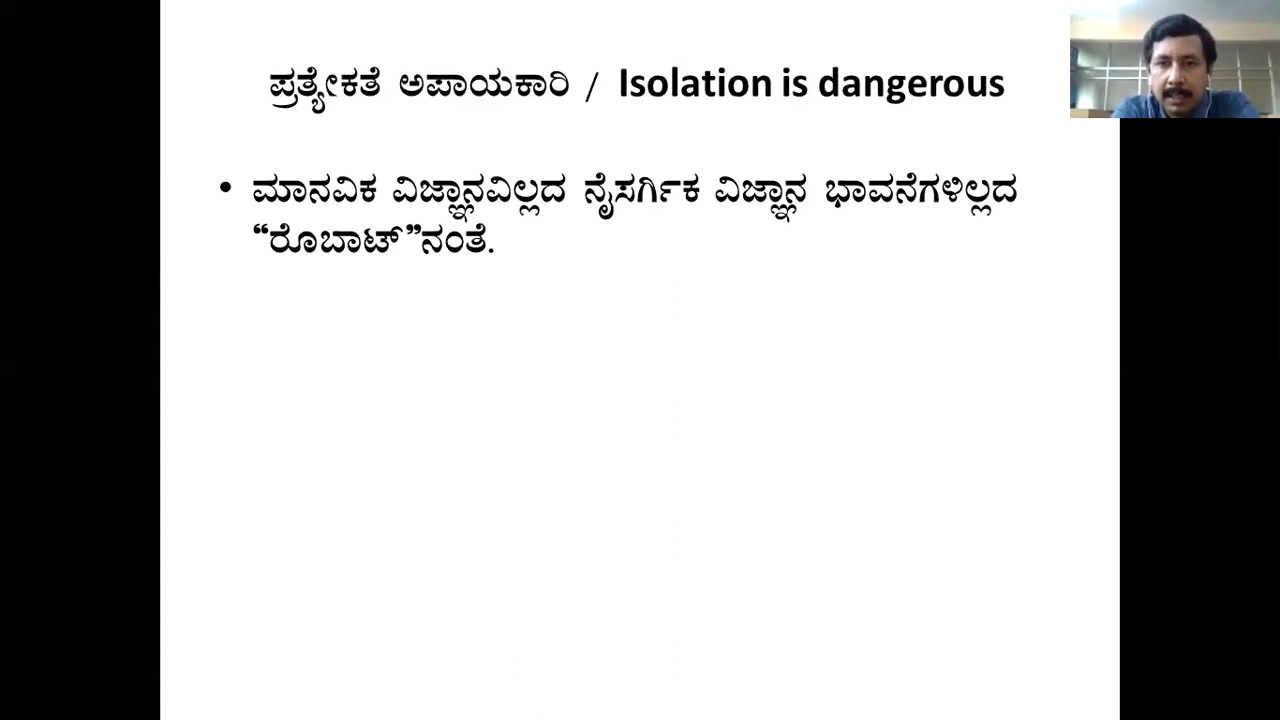 ಪ್ರತ್ಯೇಕತೆ ಅಪಾಯಕಾರಿ / Isolation is dangerous
• ಮಾನವಿಕ ವಿಜ್ಞಾನವಿಲ್ಲದ ನೈಸರ್ಗಿಕ ವಿಜ್ಞಾನ ಭಾವನೆಗಳಿಲ್ಲದ
“ರೊಬಾಟ್”ನಂತೆ.